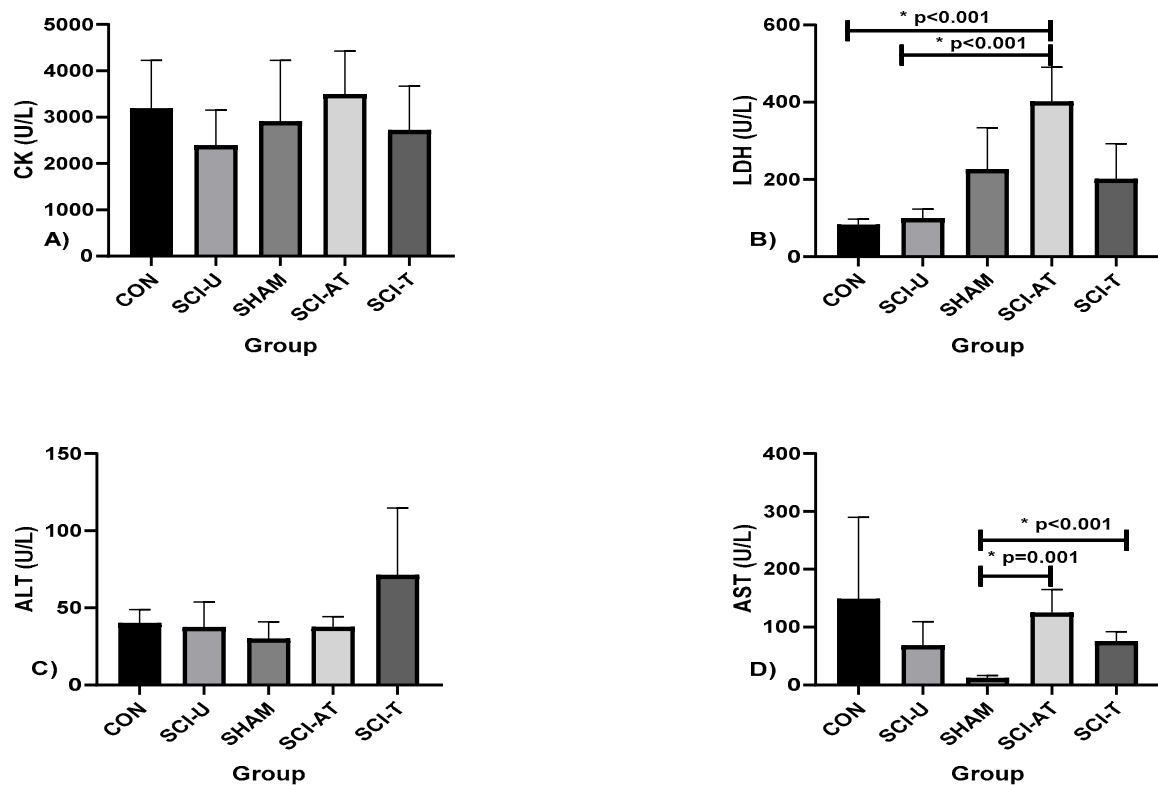 CK (U/L)
5000
4000
3000
2000
1000
0
A)
CON
SCI-U
SHAM
SCI-AT
SCI-T
Group
LDH (U/L)
600
400
200
0
* p<0.001
* p<0.001
B)
CON
SCI-U
SHAM
SCI-AT
SCI-T
Group
ALT (U/L)
150
100
50
0
C)
CON
SCI-U
SHAM
SCI-AT
SCI-T
Group
AST (U/L)
400
300
200
100
0
* p<0.001
* p=0.001
D)
CON
SCI-U
SHAM
SCI-AT
SCI-T
Group